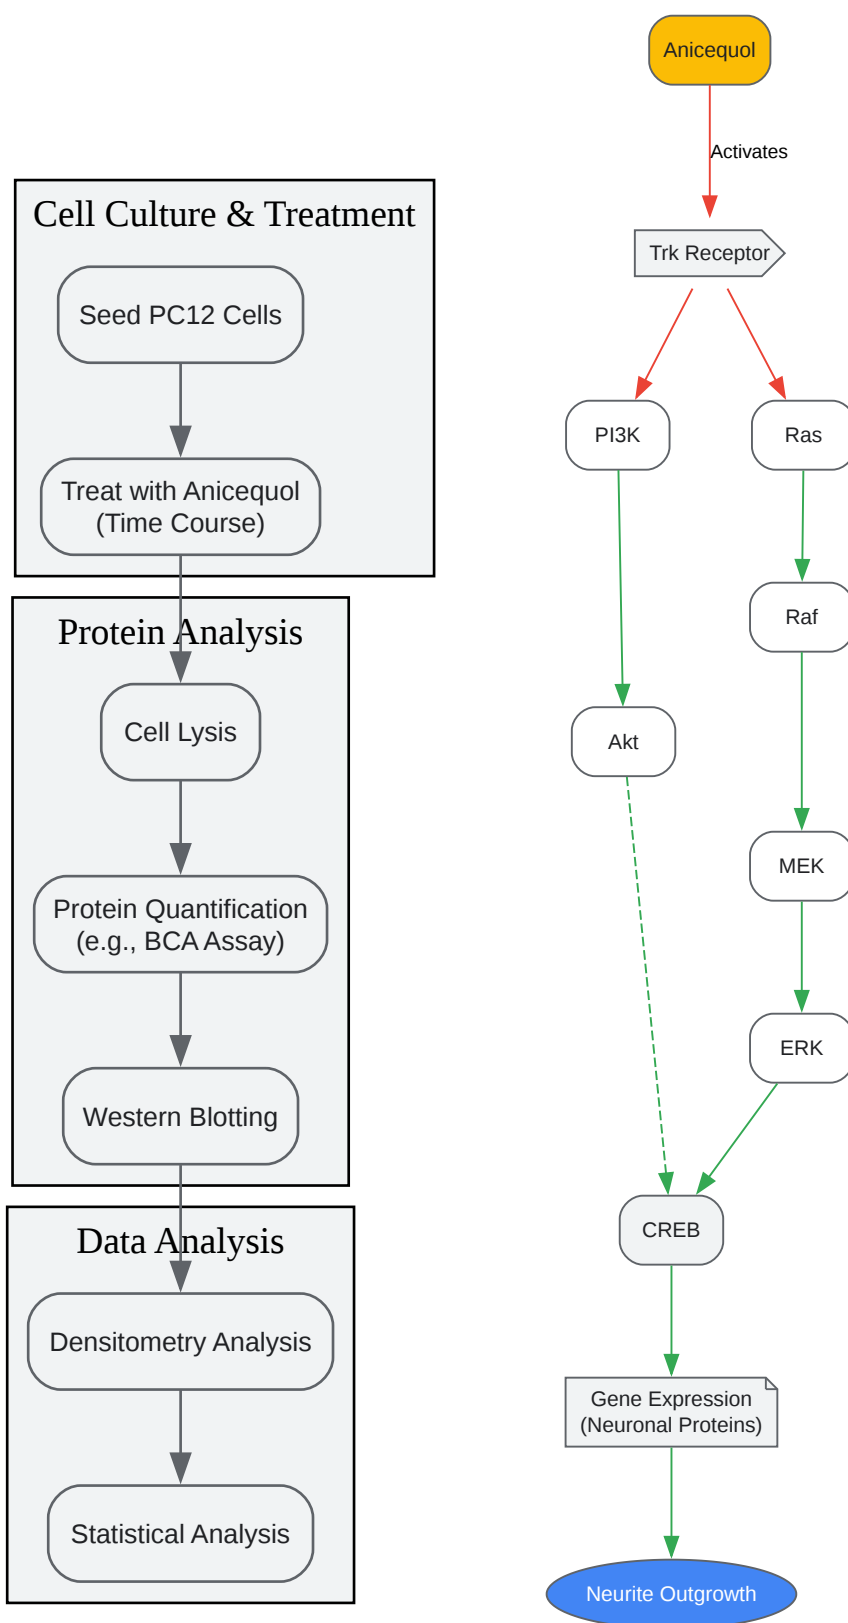 Cell Culture & Treatment
Seed PC12 Cells
Treat with Anicequol
(Time Course)
Protein Analysis
Cell Lysis
Protein Quantification
(e.g., BCA Assay)
Western Blotting
Data Analysis
Densitometry Analysis
Statistical Analysis
Anicequol
Activates
Trk Receptor
PI3K
Ras
Raf
Akt
MEK
ERK
CREB
Gene Expression
(Neuronal Proteins)
Neurite Outgrowth